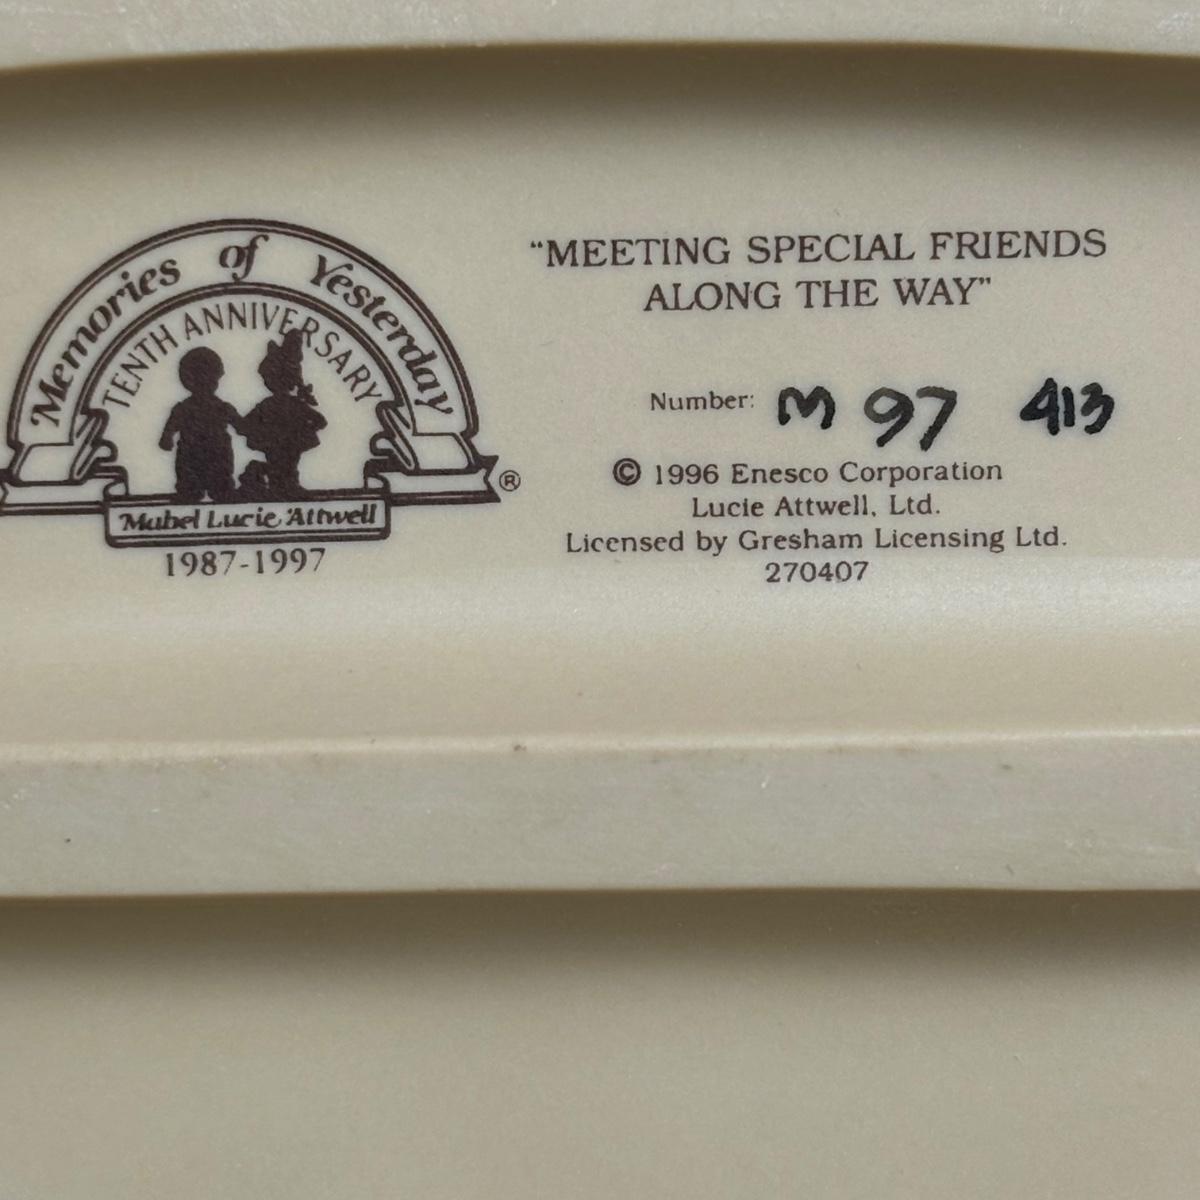 Memories of Yesterday
TENTH ANNIVERSARY
Mabel Lucie Attwell
®
1987-1997
“MEETING SPECIAL FRIENDS
ALONG THE WAY”
Number: M 97 413
© 1996 Enesco Corporation
Lucie Attwell, Ltd.
Licensed by Gresham Licensing Ltd.
270407